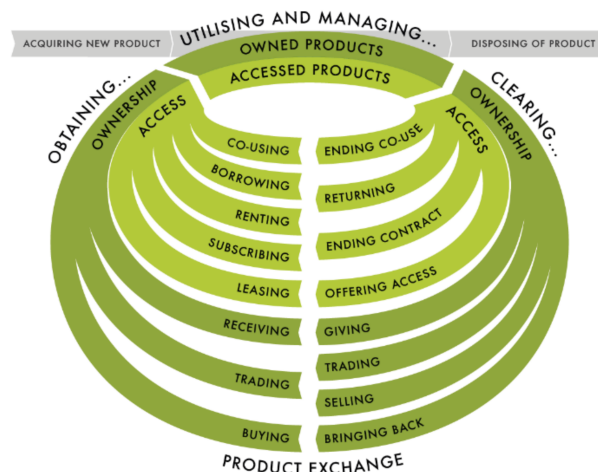 UTILISING AND MANAGING...
ACQUIRING NEW PRODUCT
DISPOSING OF PRODUCT
OWNED PRODUCTS
ACCESSED PRODUCTS
OBTAINING...
OWNERSHIP
ACCESS
CLEARING...
OWNERSHIP
ACCESS
CO-USING
ENDING CO-USE
BORROWING
RETURNING
RENTING
ENDING CONTRACT
SUBSCRIBING
LEASING
OFFERING ACCESS
RECEIVING
GIVING
TRADING
TRADING
SELLING
BUYING
BRINGING BACK
PRODUCT EXCHANGE